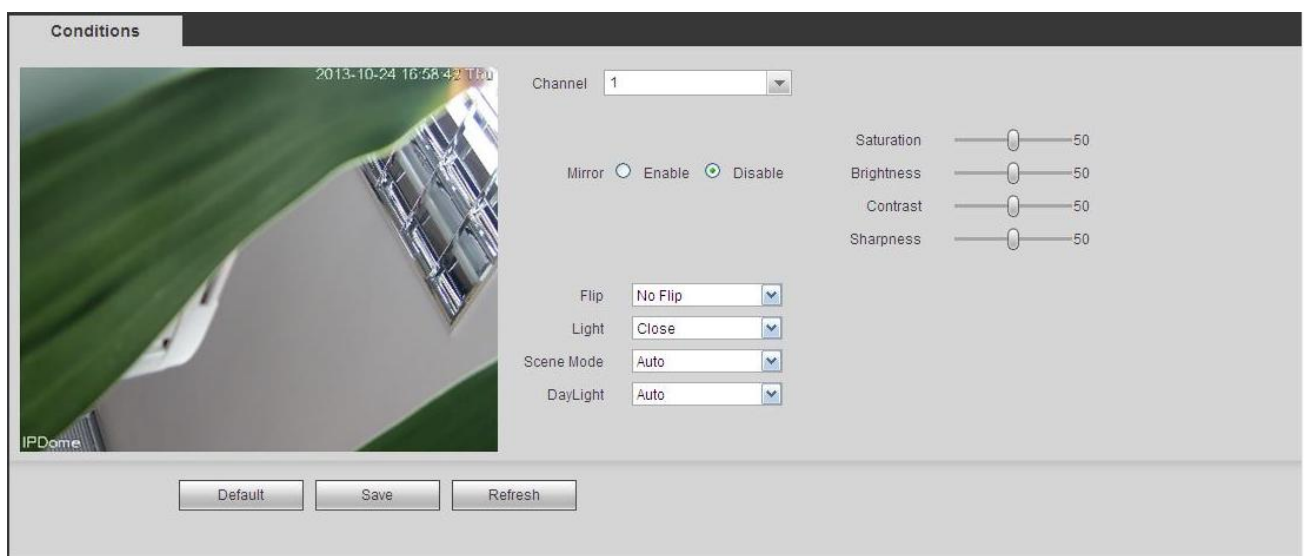 Conditions
2013-10-24 16:58:42 Thu
IPDome
Channel 1
Mirror Enable Disable
Saturation 50
Brightness 50
Contrast 50
Sharpness 50
Flip No Flip
Light Close
Scene Mode Auto
DayLight Auto
Default Save Refresh